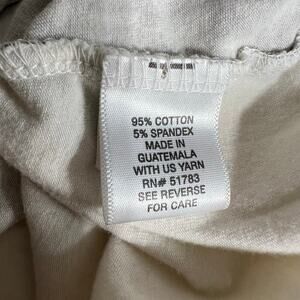 95% COTTON
5% SPANDEX
MADE IN
GUATEMALA
WITH US YARN
RN# 51783
SEE REVERSE
FOR CARE